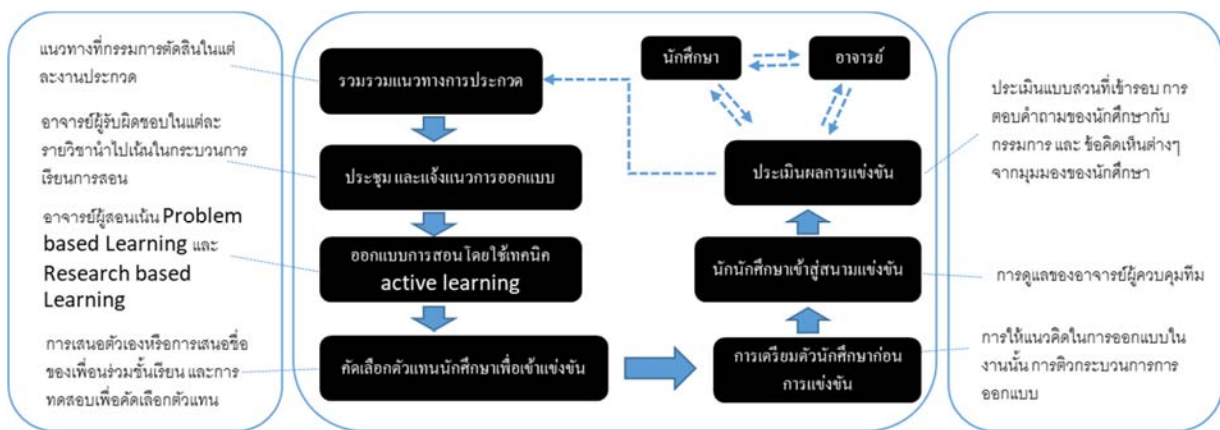 แนวทางที่กรรมการตัดสินในแต่
ละงานประกวด
อาจารย์ผู้รับผิดชอบในแต่ละ
รายวิชานำไปเน้นในกระบวนการ
เรียนการสอน
อาจารย์ผู้สอนเน้น Problem
based Learning และ
Research based
Learning
การเสนอตัวเองหรือการเสนอชื่อ
ของเพื่อนร่วมชั้นเรียน และการ
ทดสอบเพื่อคัดเลือกตัวแทน
รวมรวมแนวทางการประกวด
ประชุม และแจ้งแนวการออกแบบ
ออกแบบการสอน โดยใช้เทคนิค
active learning
คัดเลือกตัวแทนนักศึกษาเพื่อเข้าแข่งขัน
นักศึกษา
อาจารย์
ประเมินผลการแข่งขัน
นักนักศึกษาเข้าสู่สนามแข่งขัน
การเตรียมตัวนักศึกษาก่อน
การแข่งขัน
ประเมินแบบสวนที่เข้ารอบ การ
ตอบคำถามของนักศึกษากับ
กรรมการ และ ข้อคิดเห็นต่างๆ
จากมุมมองของนักศึกษา
การดูแลของอาจารย์ผู้ควบคุมทีม
การให้แนวคิดในการออกแบบใน
งานนั้น การติวกระบวนการการ
ออกแบบ